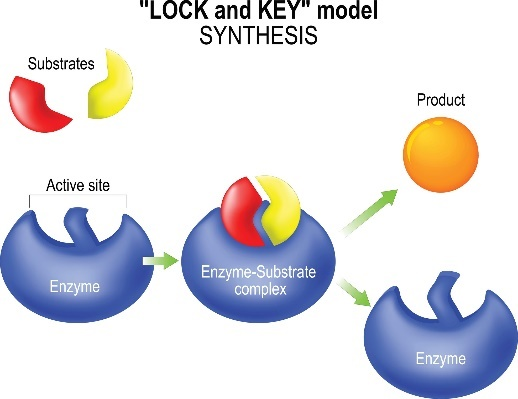 "LOCK and KEY" model
SYNTHESIS
Substrates
Product
Active site
Enzyme
Enzyme-Substrate
complex
Enzyme